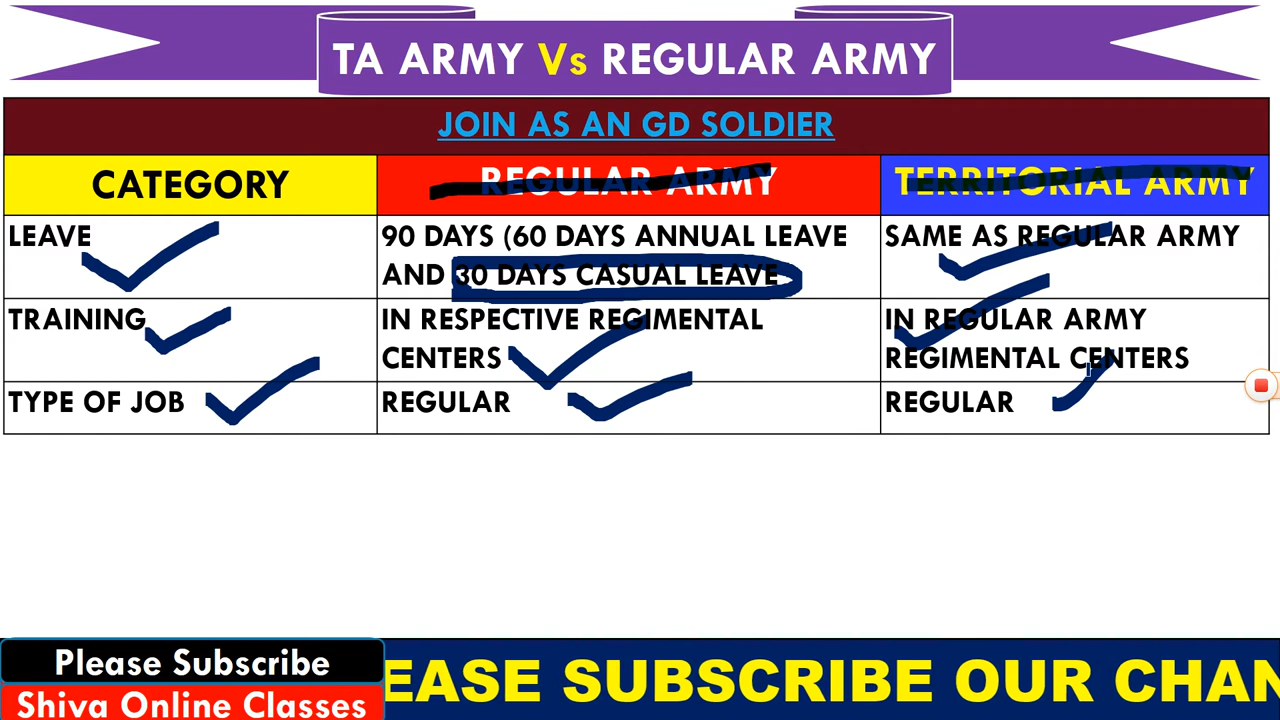 TA ARMY Vs REGULAR ARMY
JOIN AS AN GD SOLDIER
CATEGORY
REGULAR ARMY
TERRITORIAL ARMY
LEAVE
90 DAYS (60 DAYS ANNUAL LEAVE
AND 30 DAYS CASUAL LEAVE
SAME AS REGULAR ARMY
TRAINING
IN RESPECTIVE REGIMENTAL
CENTERS
IN REGULAR ARMY
REGIMENTAL CENTERS
TYPE OF JOB
REGULAR
REGULAR
Please Subscribe
Shiva Online Classes
EASE SUBSCRIBE OUR CHAN